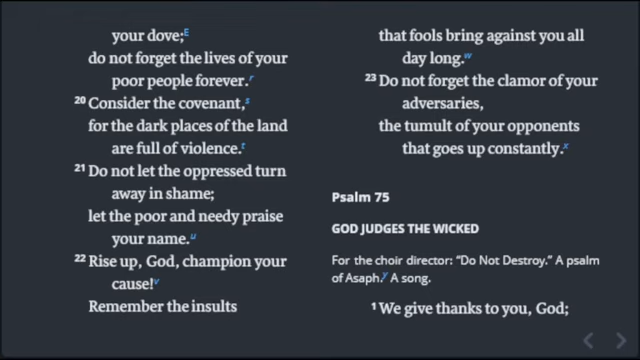 your dove;E
do not forget the lives of your
poor people forever.r
20 Consider the covenant,s
for the dark places of the land
are full of violence.t
21 Do not let the oppressed turn
away in shame;
let the poor and needy praise
your name.u
22 Rise up, God, champion your
cause!v
Remember the insults
that fools bring against you all
day long.w
23 Do not forget the clamor of your
adversaries,
the tumult of your opponents
that goes up constantly.x
Psalm 75
GOD JUDGES THE WICKED
For the choir director: “Do Not Destroy.” A psalm
of Asaph.y A song.
1 We give thanks to you, God;